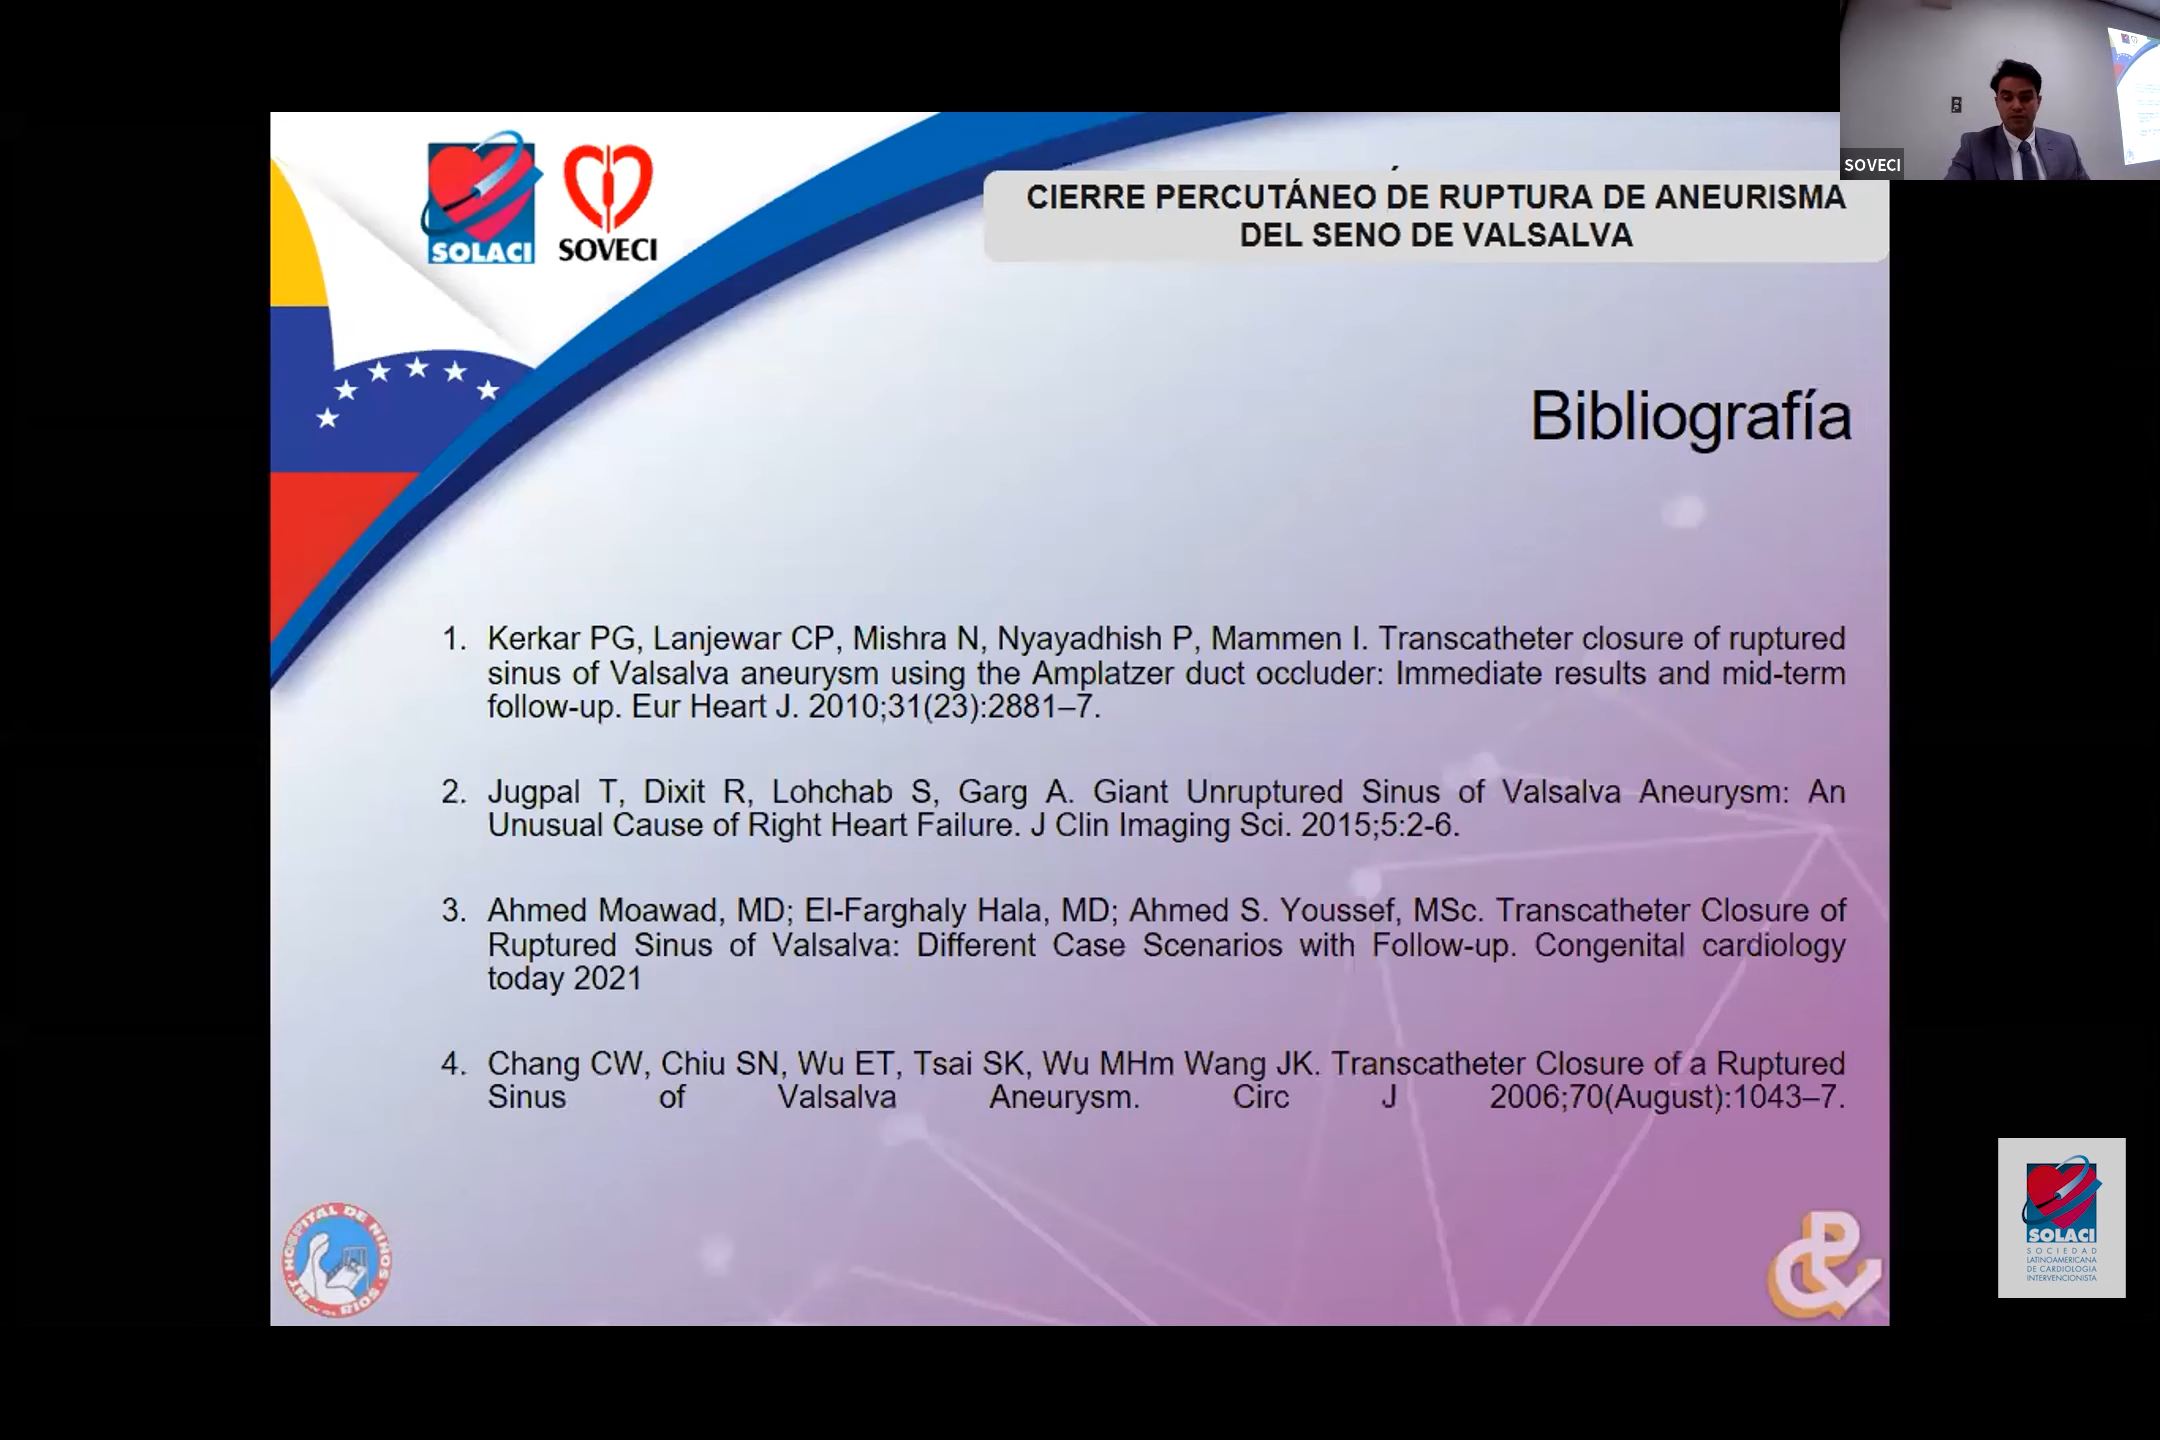 SOVECI
SOLACI
SOVECI
CIERRE PERCUTÁNEO DE RUPTURA DE ANEURISMA
DEL SENO DE VALSALVA
Bibliografía
1. Kerkar PG, Lanjewar CP, Mishra N, Nyayadhish P, Mammen I. Transcatheter closure of ruptured
sinus of Valsalva aneurysm using the Amplatzer duct occluder: Immediate results and mid-term
follow-up. Eur Heart J. 2010;31(23):2881–7.
2. Jugpal T, Dixit R, Lohchab S, Garg A. Giant Unruptured Sinus of Valsalva Aneurysm: An
Unusual Cause of Right Heart Failure. J Clin Imaging Sci. 2015;5:2-6.
3. Ahmed Moawad, MD; El-Farghaly Hala, MD; Ahmed S. Youssef, MSc. Transcatheter Closure of
Ruptured Sinus of Valsalva: Different Case Scenarios with Follow-up. Congenital cardiology
today 2021
4. Chang CW, Chiu SN, Wu ET, Tsai SK, Wu MHm Wang JK. Transcatheter Closure of a Ruptured
Sinus of Valsalva Aneurysm. Circ J 2006;70(August):1043–7.
HOSPITAL DE NIÑOS
RIOS
SOLACI
SOCIEDAD
LATINOAMERICANA
DE CARDIOLOGÍA
INTERVENCIONISTA